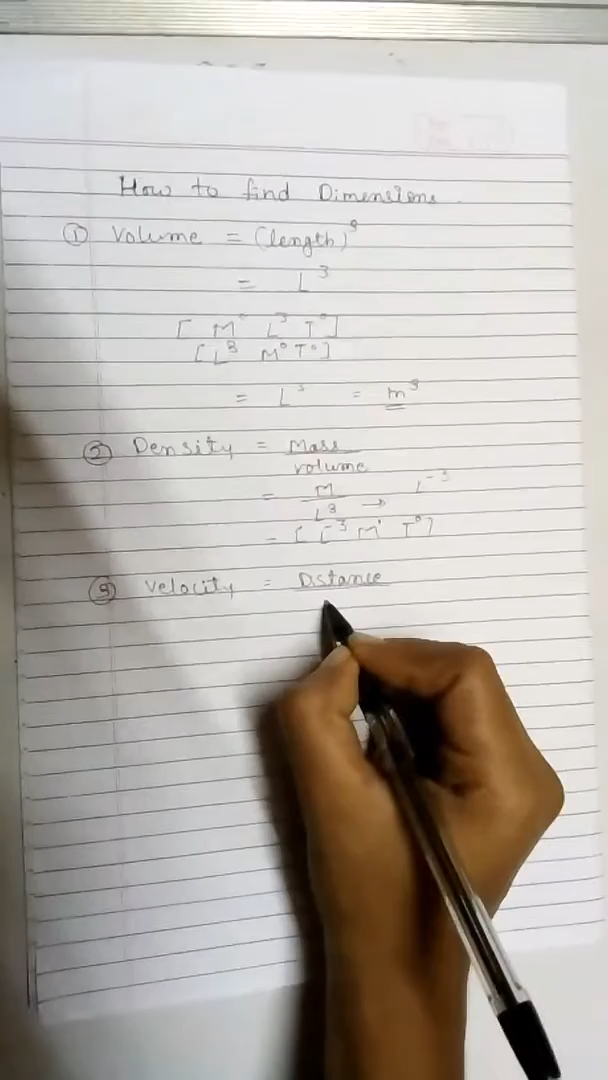 How to find Dimensions.
① Volume = (length)³
= L³
[ M⁰ L³ T⁰]
[L³ M⁰ T⁰]
= L³ = m³
② Density = Mass
volume
= M
L³ → L⁻³
= [ L⁻³ M¹ T⁰]
③ Velocity = Distance